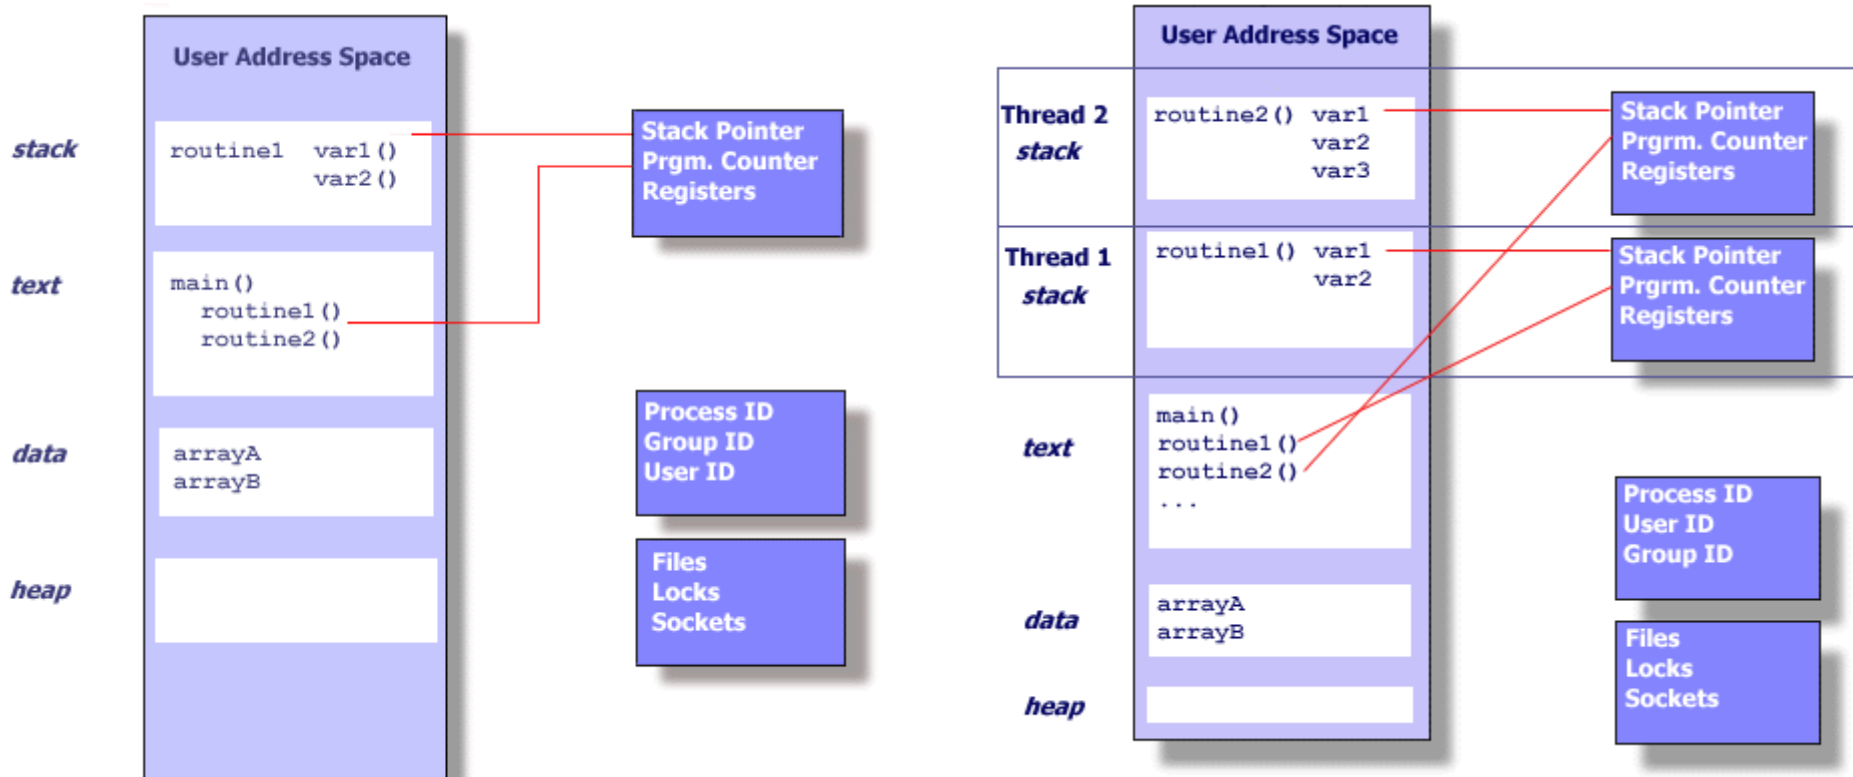 User Address Space
stack
routine1 var1()
var2()
Stack Pointer
Prgm. Counter
Registers
text
main()
routine1()
routine2()
Process ID
Group ID
User ID
data
arrayA
arrayB
Files
Locks
Sockets
heap
User Address Space
Thread 2
stack
routine2() var1
var2
var3
Stack Pointer
Prgrm. Counter
Registers
Thread 1
stack
routine1() var1
var2
Stack Pointer
Prgrm. Counter
Registers
text
main()
routine1()
routine2()
...
Process ID
User ID
Group ID
data
arrayA
arrayB
Files
Locks
Sockets
heap